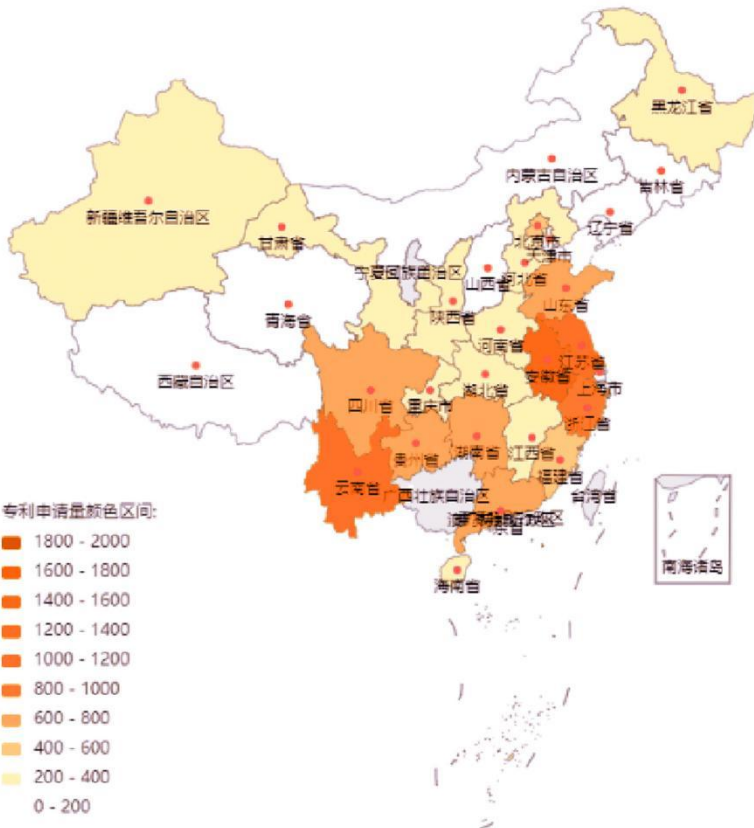 黑龙江省
内蒙古自治区
吉林省
新疆维吾尔自治区
辽宁省
甘肃省
北京市
天津市
宁夏回族自治区
山西省
河北省
山东省
陕西省
青海省
河南省
江苏省
西藏自治区
安徽省
湖北省
上海市
四川省
重庆市
浙江省
湖南省
江西省
贵州省
福建省
云南省
广西壮族自治区
台湾省
南海诸岛
海南省
专利申请量颜色区间:
1800 - 2000
1600 - 1800
1400 - 1600
1200 - 1400
1000 - 1200
800 - 1000
600 - 800
400 - 600
200 - 400
0 - 200